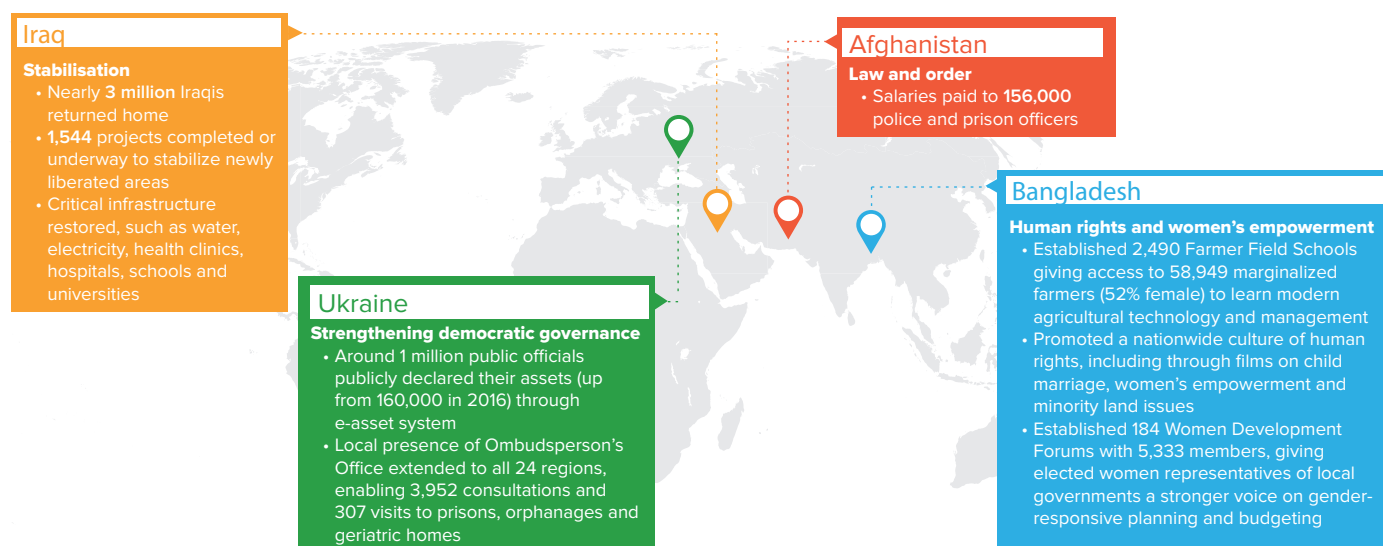 Iraq
Stabilisation
• Nearly 3 million Iraqis
returned home
• 1,544 projects completed or
underway to stabilize newly
liberated areas
• Critical infrastructure
restored, such as water,
electricity, health clinics,
hospitals, schools and
universities
Afghanistan
Law and order
• Salaries paid to 156,000
police and prison officers
Ukraine
Strengthening democratic governance
• Around 1 million public officials
publicly declared their assets (up
from 160,000 in 2016) through
e-asset system
• Local presence of Ombudsperson’s
Office extended to all 24 regions,
enabling 3,952 consultations and
307 visits to prisons, orphanages and
geriatric homes
Bangladesh
Human rights and women’s empowerment
• Established 2,490 Farmer Field Schools
giving access to 58,949 marginalized
farmers (52% female) to learn modern
agricultural technology and management
• Promoted a nationwide culture of human
rights, including through films on child
marriage, women’s empowerment and
minority land issues
• Established 184 Women Development
Forums with 5,333 members, giving
elected women representatives of local
governments a stronger voice on gender-
responsive planning and budgeting